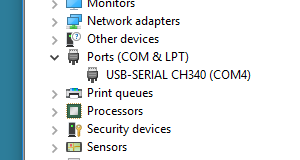 Monitors
Network adapters
Other devices
Ports (COM & LPT)
USB-SERIAL CH340 (COM4)
Print queues
Processors
Security devices
Sensors